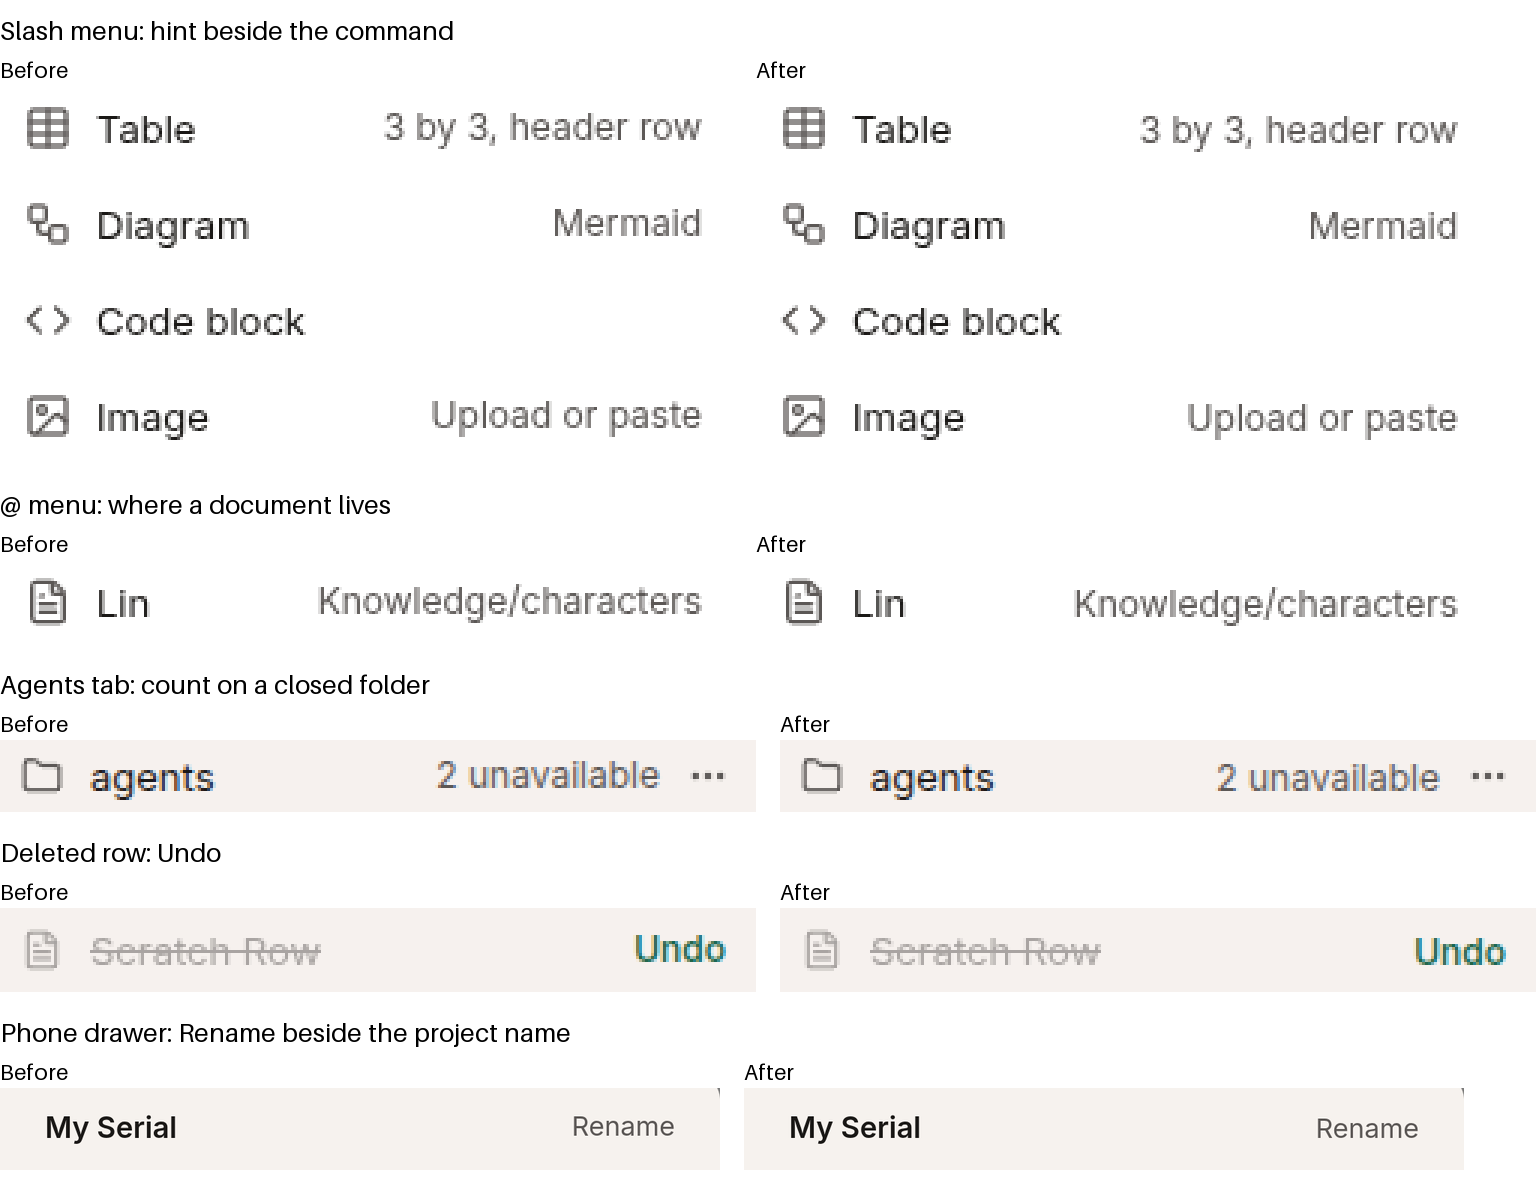 Slash menu: hint beside the command
Before After
Table 3 by 3, header row Table 3 by 3, header row
Diagram Mermaid Diagram Mermaid
Code block Code block
Image Upload or paste Image Upload or paste
@ menu: where a document lives
Before After
Lin Knowledge/characters Lin Knowledge/characters
Agents tab: count on a closed folder
Before After
agents 2 unavailable ··· agents 2 unavailable ···
Deleted row: Undo
Before After
Scratch Row Undo Scratch Row Undo
Phone drawer: Rename beside the project name
Before After
My Serial Rename My Serial Rename